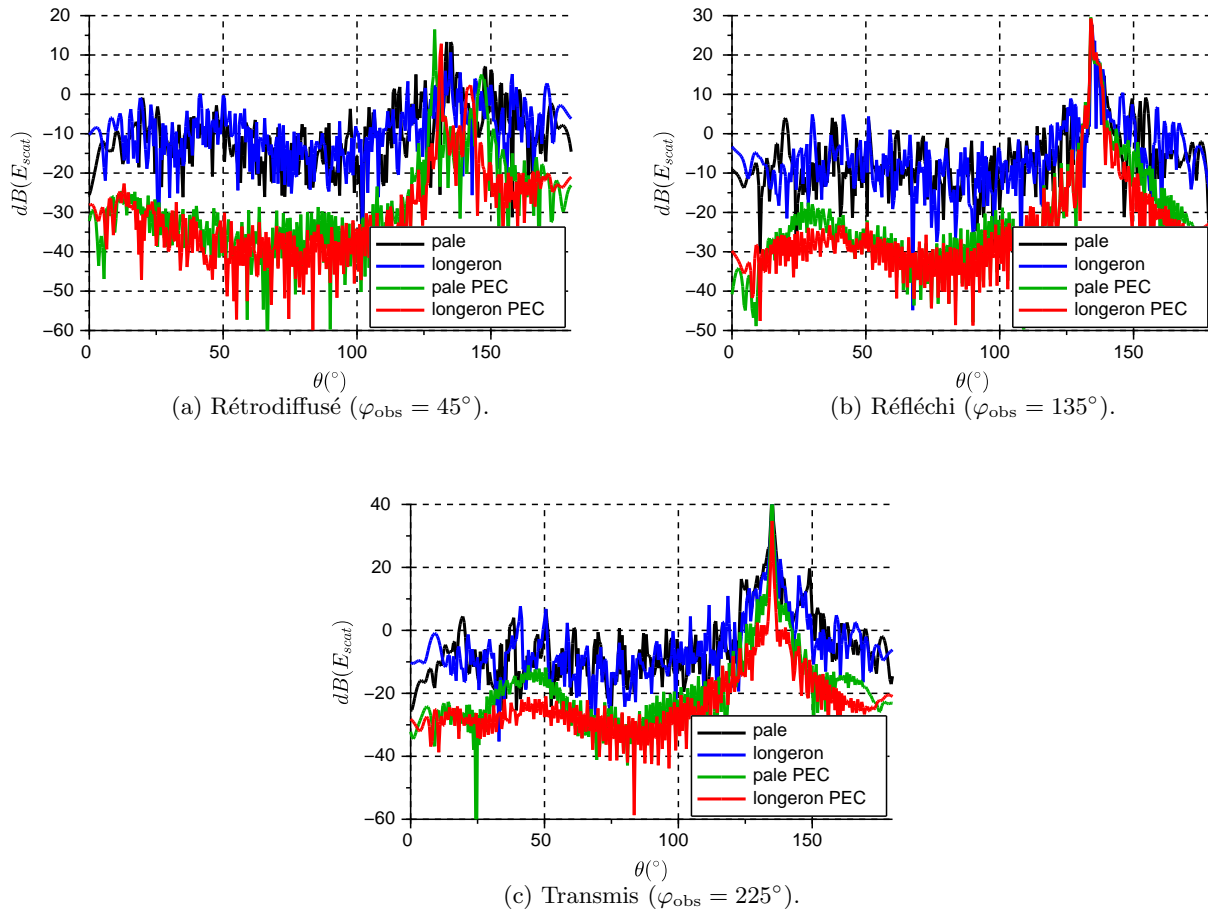 20
10
0
−10
−20
−30
−40
−50
−60
0
50
100
150
dB(E_scat)
θ(°)
pale
longeron
pale PEC
longeron PEC
(a) Rétrodiffusé (φ_obs = 45°).
30
20
10
0
−10
−20
−30
−40
−50
0
50
100
150
dB(E_scat)
θ(°)
pale
longeron
pale PEC
longeron PEC
(b) Réfléchi (φ_obs = 135°).
40
20
0
−20
−40
−60
0
50
100
150
dB(E_scat)
θ(°)
pale
longeron
pale PEC
longeron PEC
(c) Transmis (φ_obs = 225°).